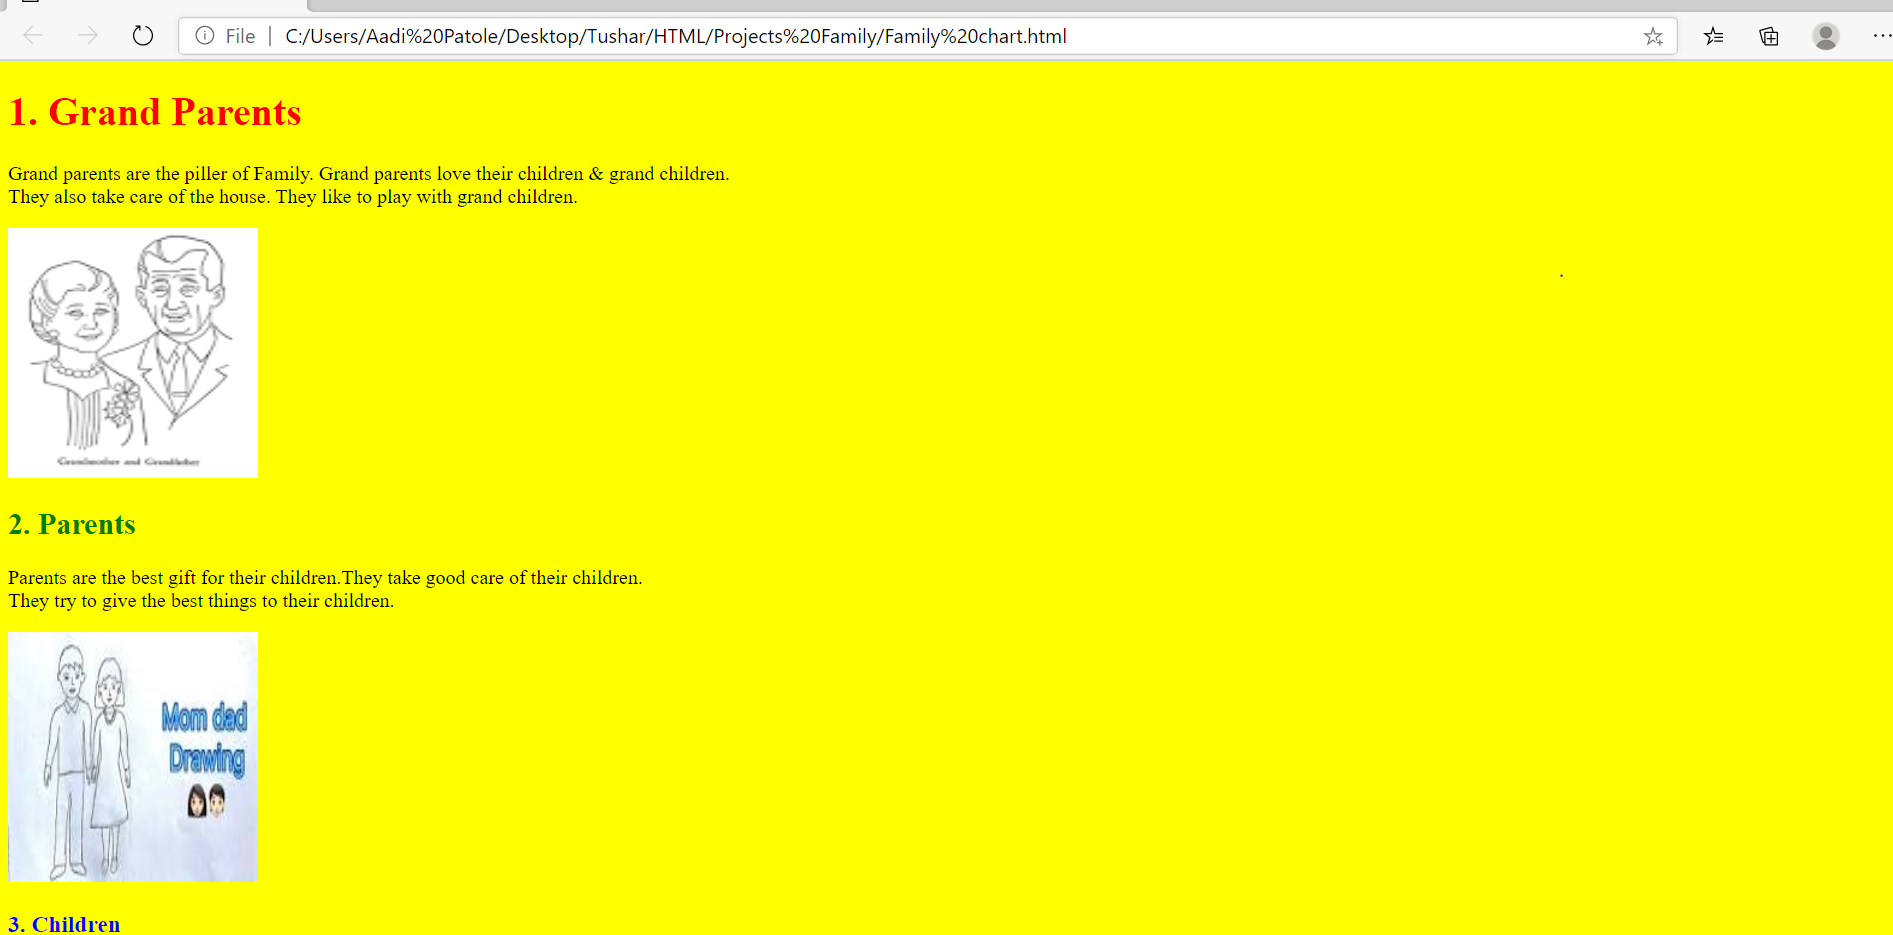 File | C:/Users/Aadi%20Patole/Desktop/Tushar/HTML/Projects%20Family/Family%20chart.html
1. Grand Parents
Grand parents are the piller of Family. Grand parents love their children & grand children.
They also take care of the house. They like to play with grand children.
Grandmother and Grandfather
2. Parents
Parents are the best gift for their children.They take good care of their children.
They try to give the best things to their children.
Mom dad
Drawing
3. Children